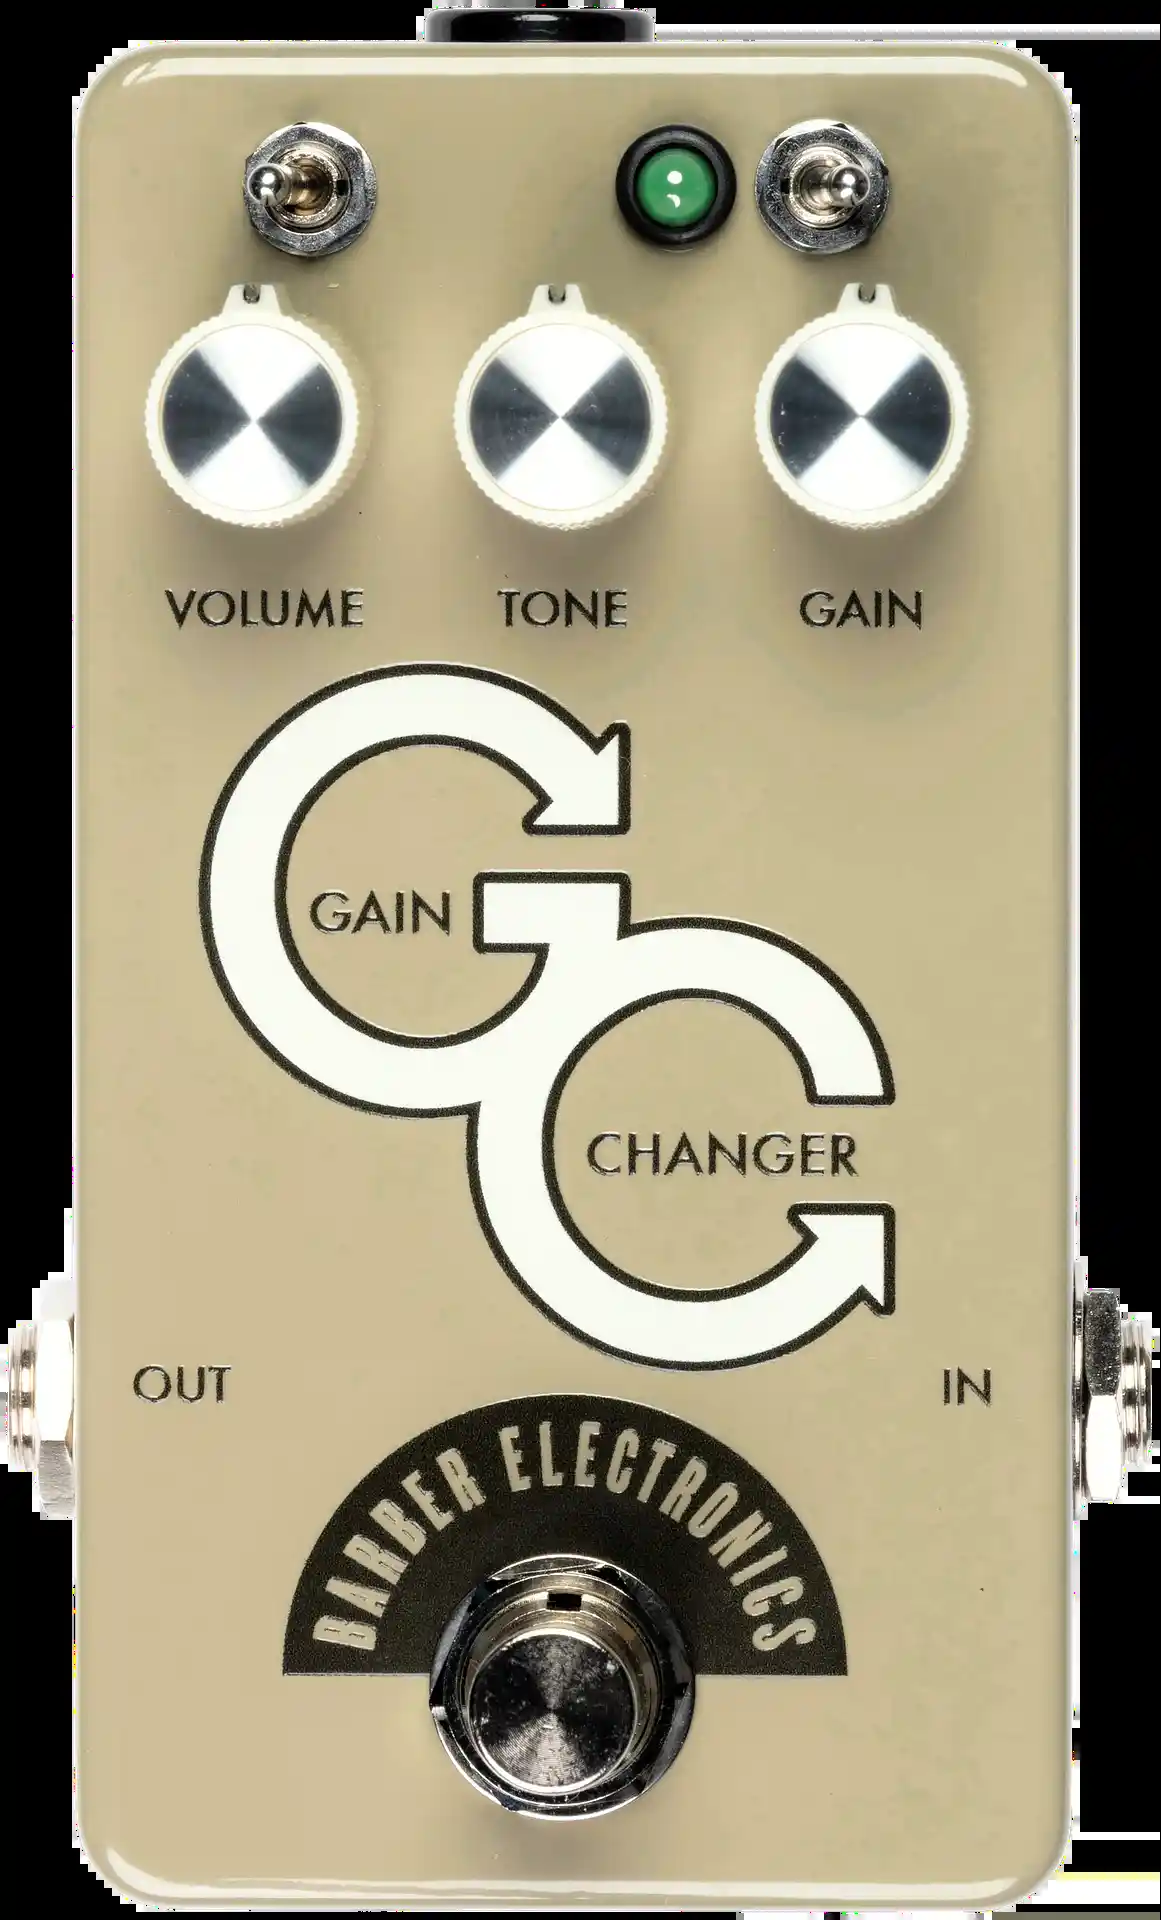 VOLUME TONE GAIN
GAIN
CHANGER
OUT IN
BARBER ELECTRONICS